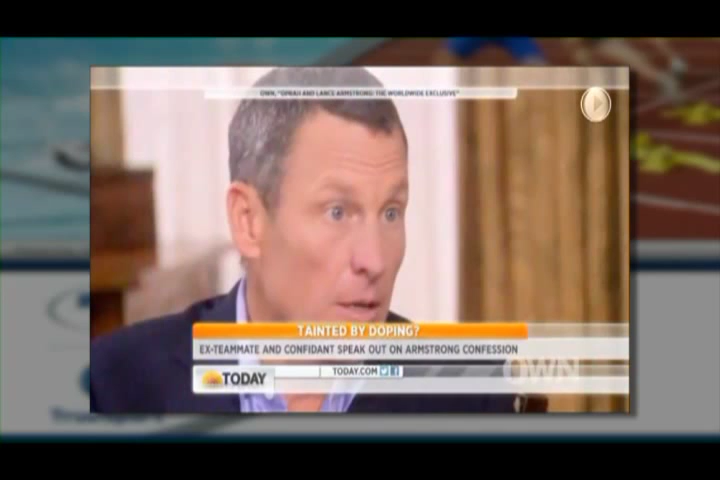 OWN, "OPRAH AND LANCE ARMSTRONG: THE WORLDWIDE EXCLUSIVE"
TAINTED BY DOPING?
EX-TEAMMATE AND CONFIDANT SPEAK OUT ON ARMSTRONG CONFESSION
OWN
TODAY
TODAY.COM